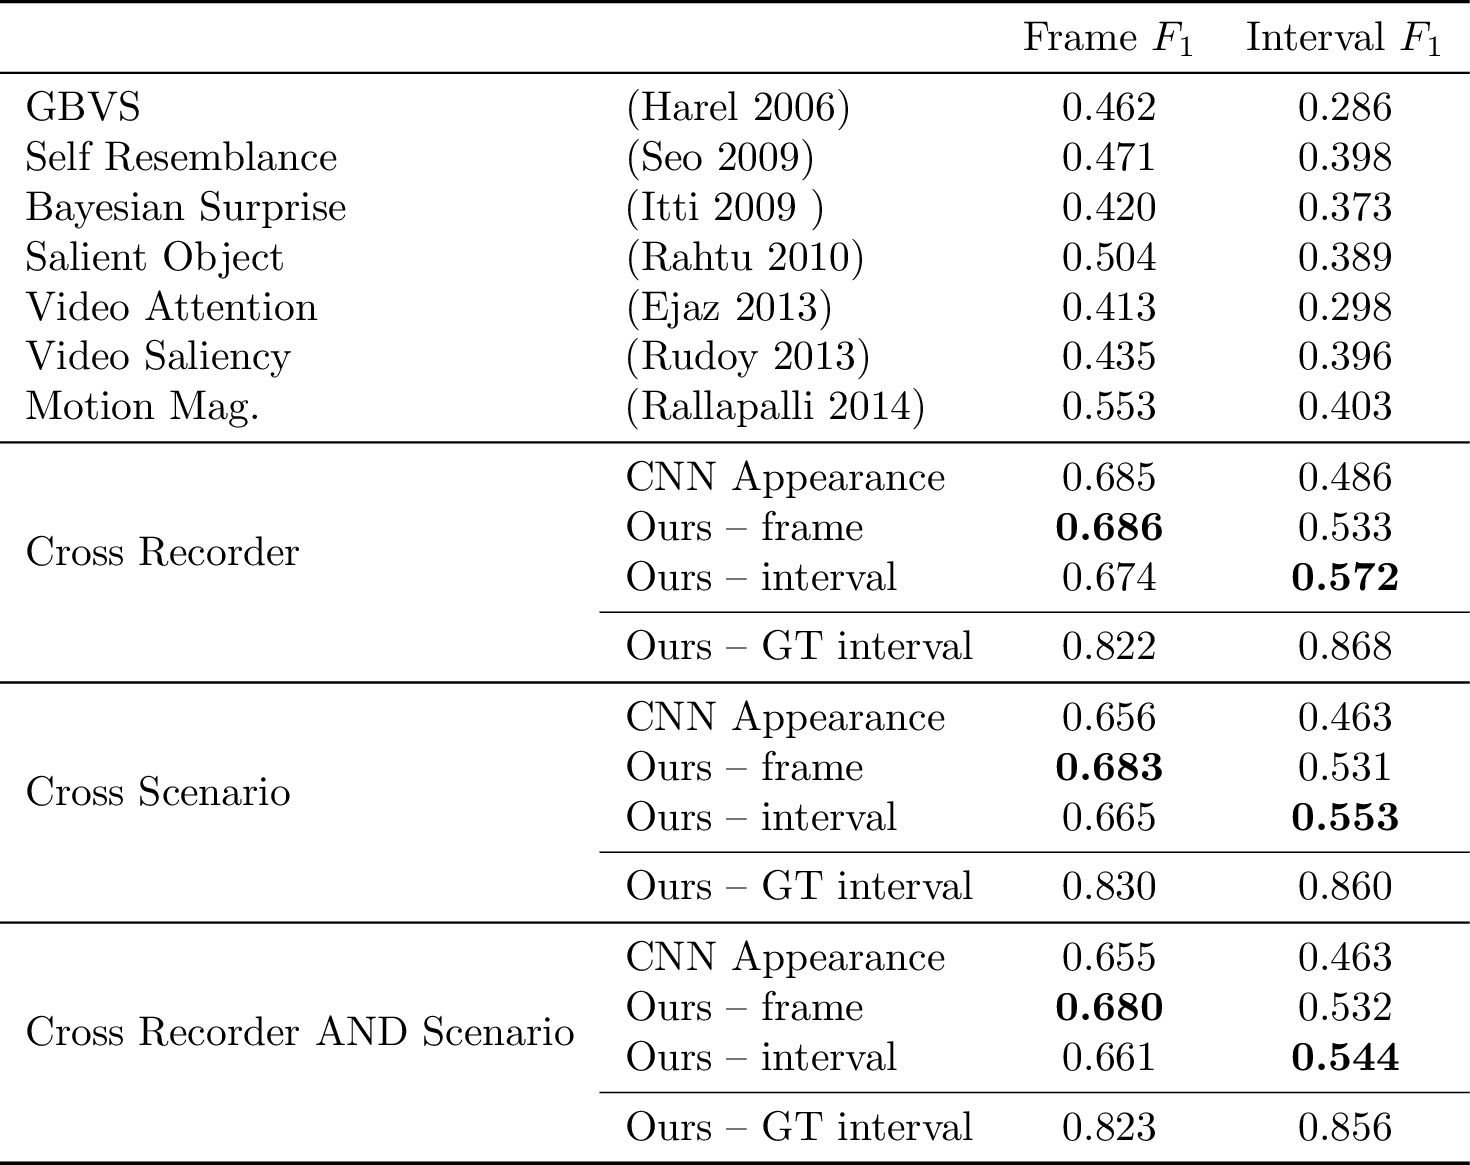 Frame F1 Interval F1
GBVS (Harel 2006) 0.462 0.286
Self Resemblance (Seo 2009) 0.471 0.398
Bayesian Surprise (Itti 2009 ) 0.420 0.373
Salient Object (Rahtu 2010) 0.504 0.389
Video Attention (Ejaz 2013) 0.413 0.298
Video Saliency (Rudoy 2013) 0.435 0.396
Motion Mag. (Rallapalli 2014) 0.553 0.403
Cross Recorder
CNN Appearance 0.685 0.486
Ours – frame 0.686 0.533
Ours – interval 0.674 0.572
Ours – GT interval 0.822 0.868
Cross Scenario
CNN Appearance 0.656 0.463
Ours – frame 0.683 0.531
Ours – interval 0.665 0.553
Ours – GT interval 0.830 0.860
Cross Recorder AND Scenario
CNN Appearance 0.655 0.463
Ours – frame 0.680 0.532
Ours – interval 0.661 0.544
Ours – GT interval 0.823 0.856